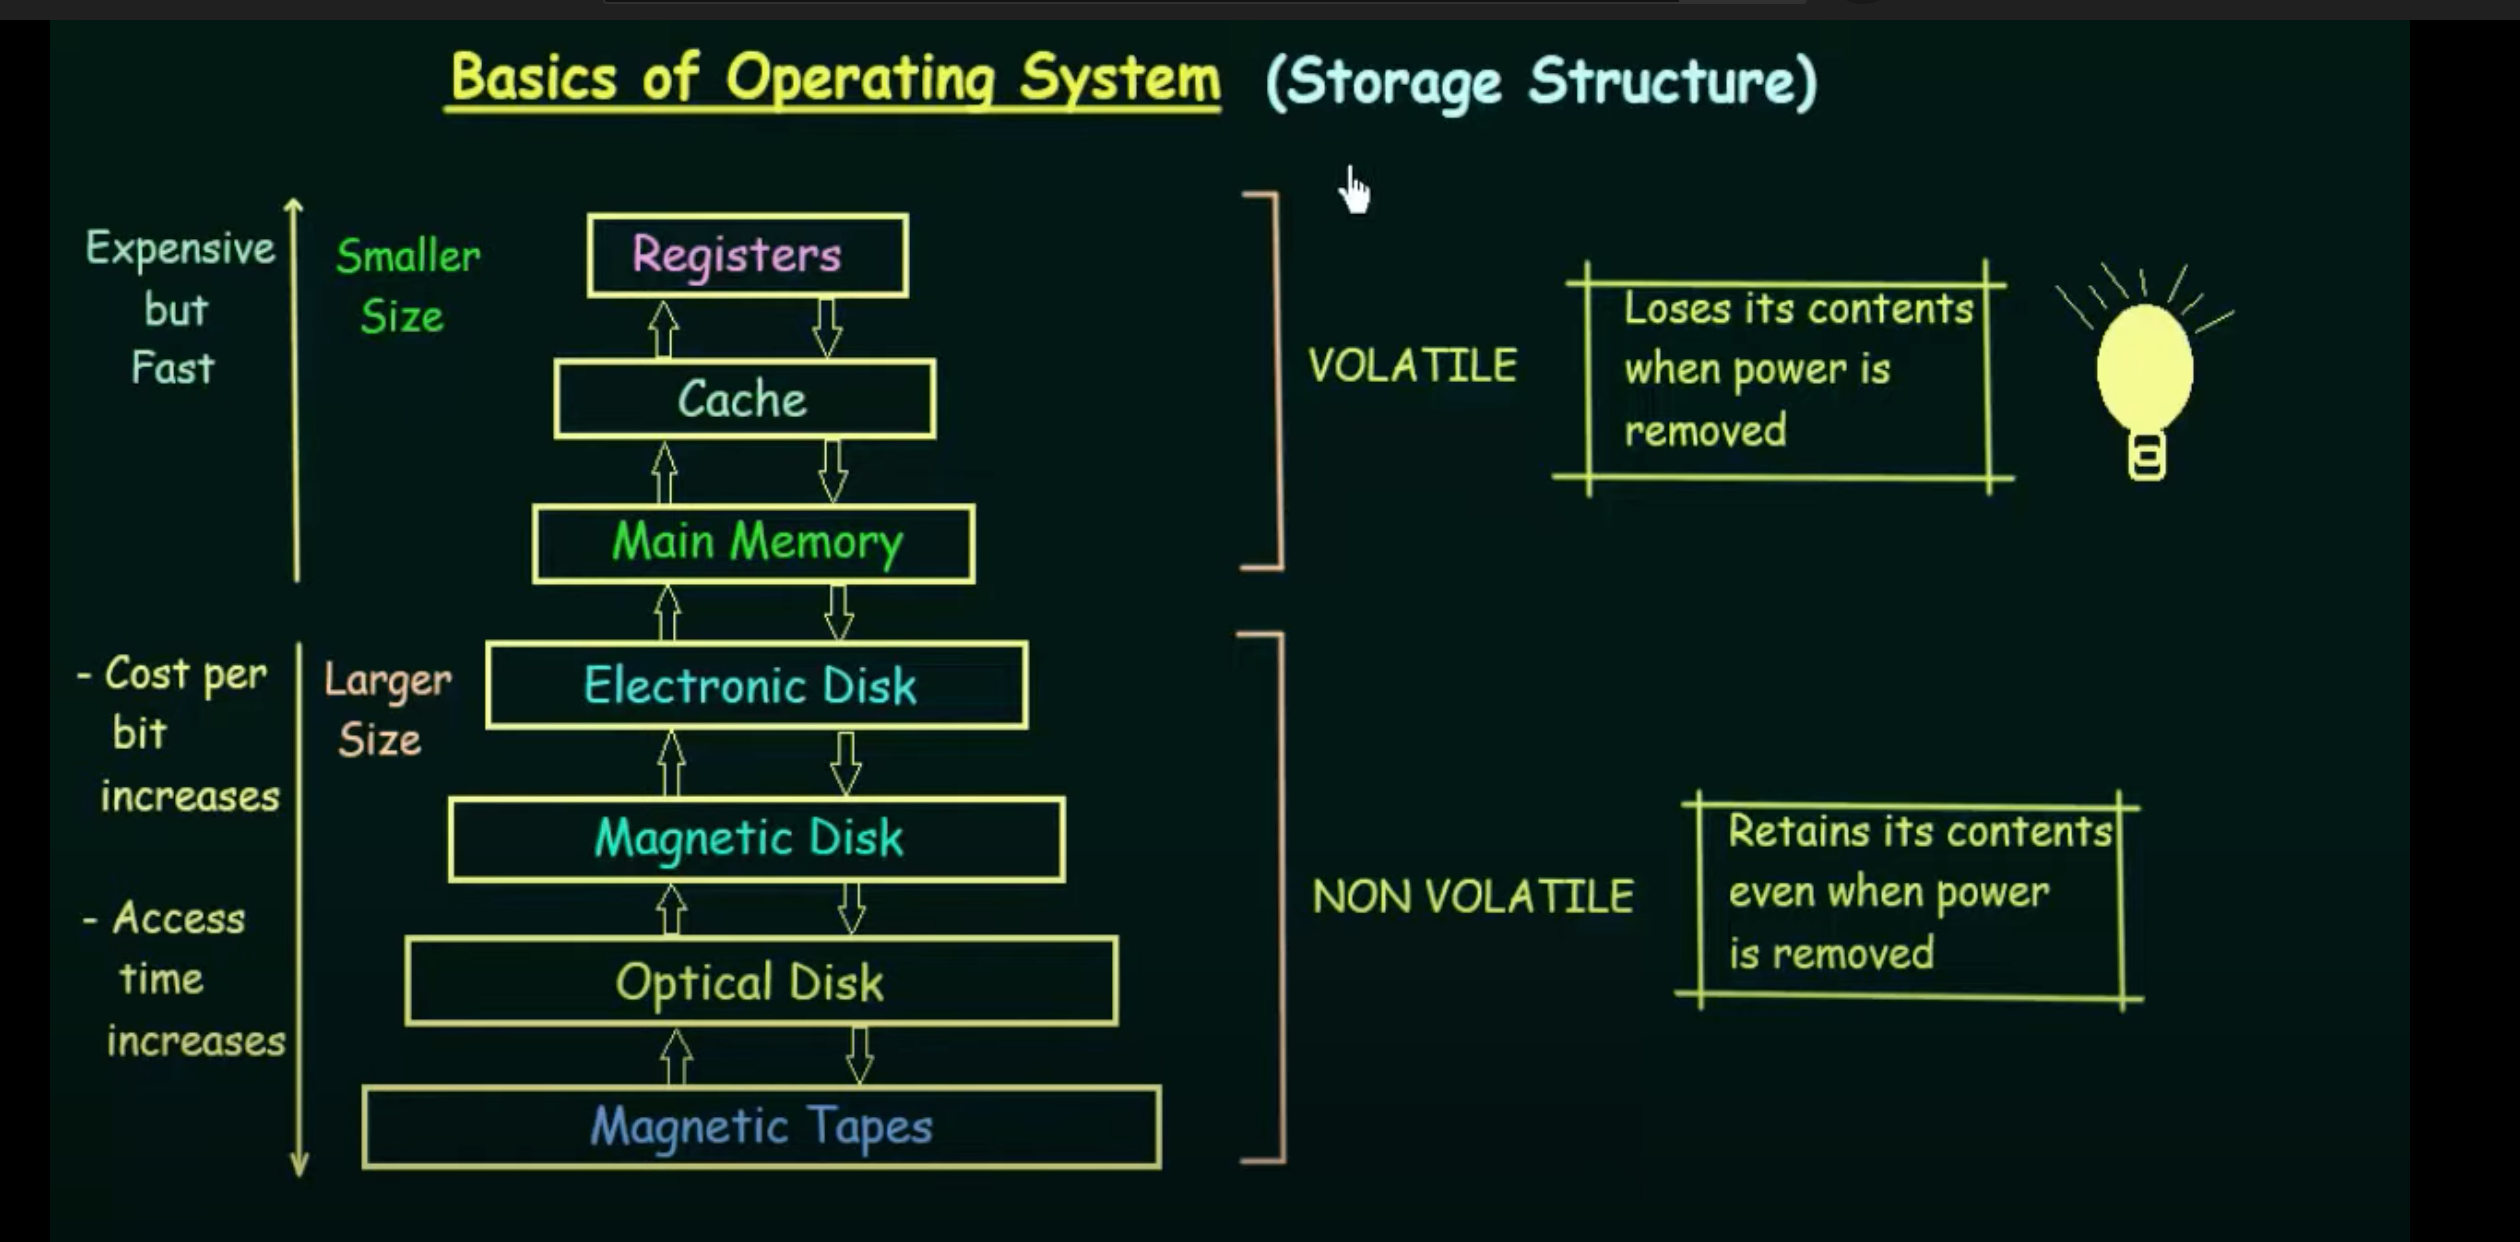 Basics of Operating System (Storage Structure)
Expensive
but
Fast
Smaller
Size
Registers
Cache
Main Memory
VOLATILE
Loses its contents
when power is
removed
- Cost per
bit
increases
- Access
time
increases
Larger
Size
Electronic Disk
Magnetic Disk
Optical Disk
Magnetic Tapes
NON VOLATILE
Retains its contents
even when power
is removed